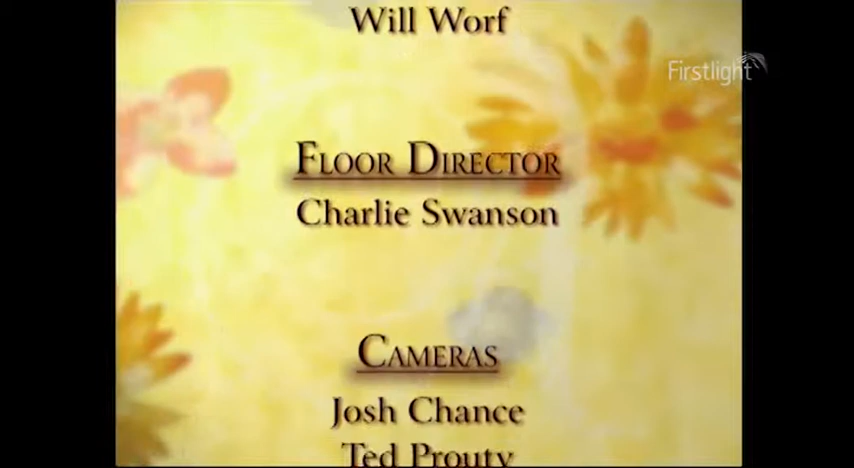 Will Worf
Firstlight
FLOOR DIRECTOR
Charlie Swanson
CAMERAS
Josh Chance
Ted Prouty